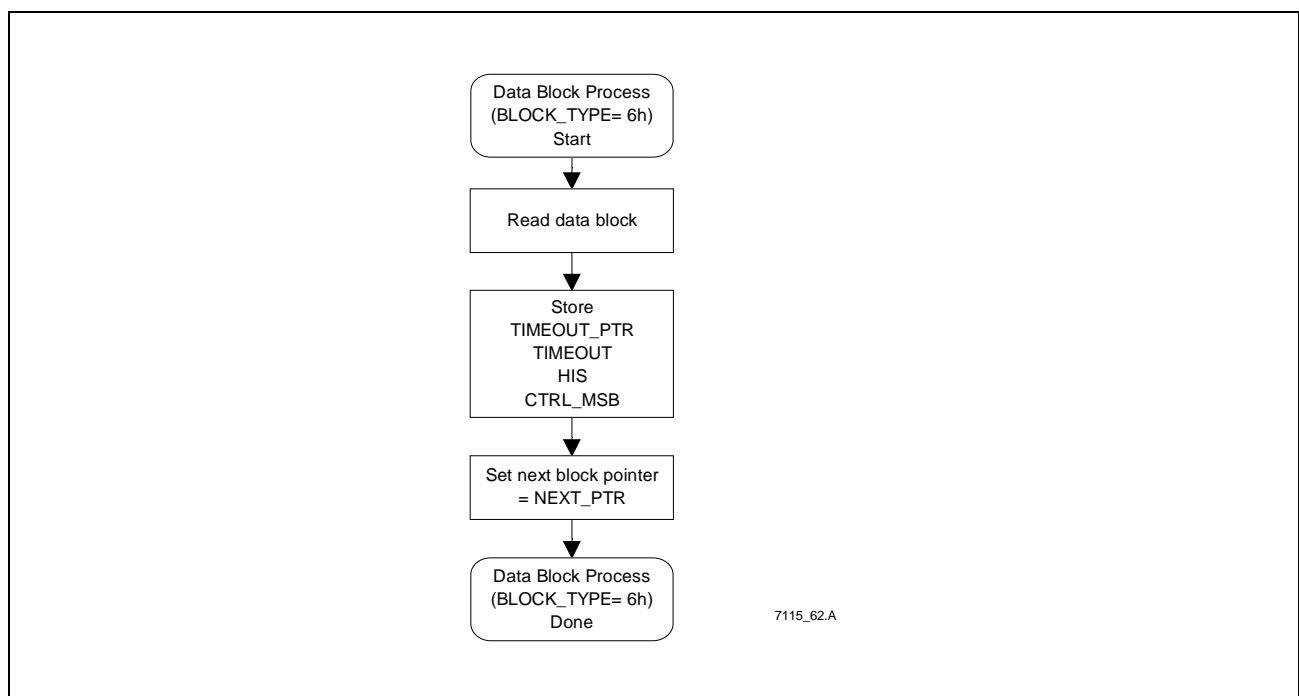 Data Block Process
(BLOCK_TYPE= 6h)
Start
Read data block
Store
TIMEOUT_PTR
TIMEOUT
HIS
CTRL_MSB
Set next block pointer
= NEXT_PTR
Data Block Process
(BLOCK_TYPE= 6h)
Done
7115_62.A